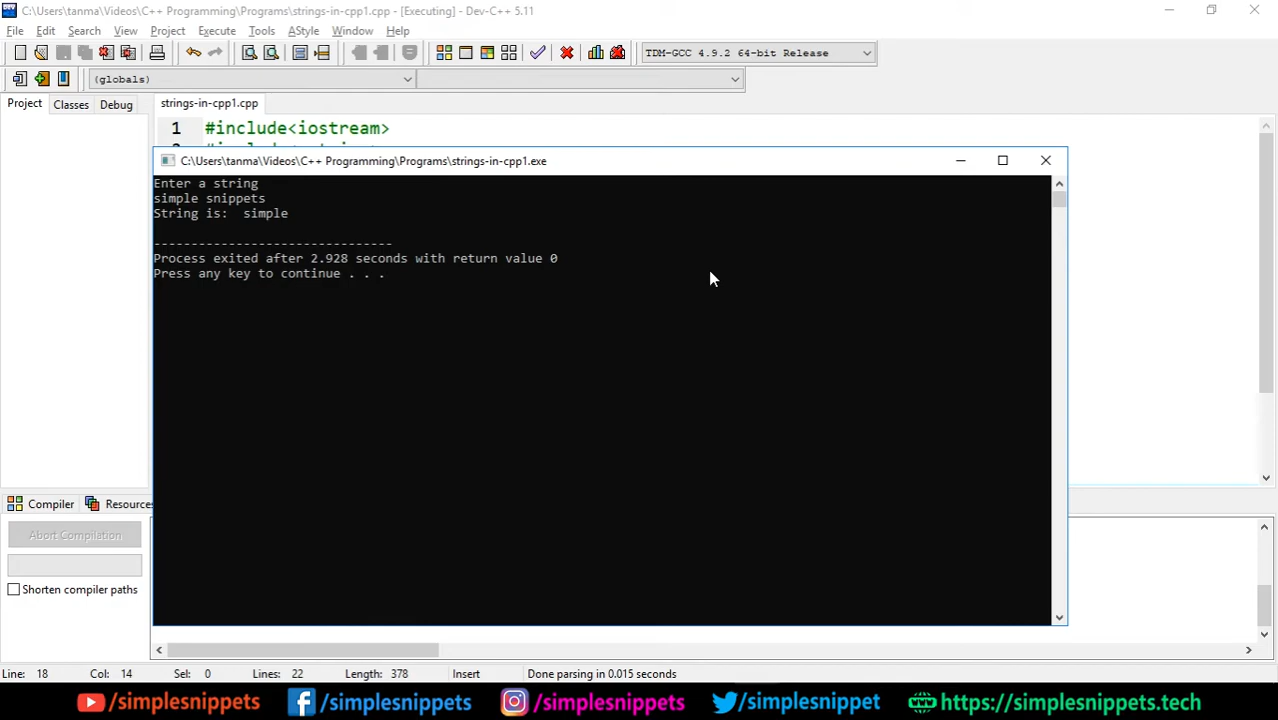 C:\Users\tanma\Videos\C++ Programming\Programs\strings-in-cpp1.cpp - [Executing] - Dev-C++ 5.11
File Edit Search View Project Execute Tools AStyle Window Help
TDM-GCC 4.9.2 64-bit Release
(globals)
Project Classes Debug strings-in-cpp1.cpp
1 #include<iostream>
C:\Users\tanma\Videos\C++ Programming\Programs\strings-in-cpp1.exe
Enter a string
simple snippets
String is:  simple
--------------------------------
Process exited after 2.928 seconds with return value 0
Press any key to continue . . .
Compiler Resources
Abort Compilation
Shorten compiler paths
Line: 18 Col: 14 Sel: 0 Lines: 22 Length: 378 Insert Done parsing in 0.015 seconds
/simplesnippets /simplesnippets /simplesnippets /simplesnippet https://simplesnippets.tech